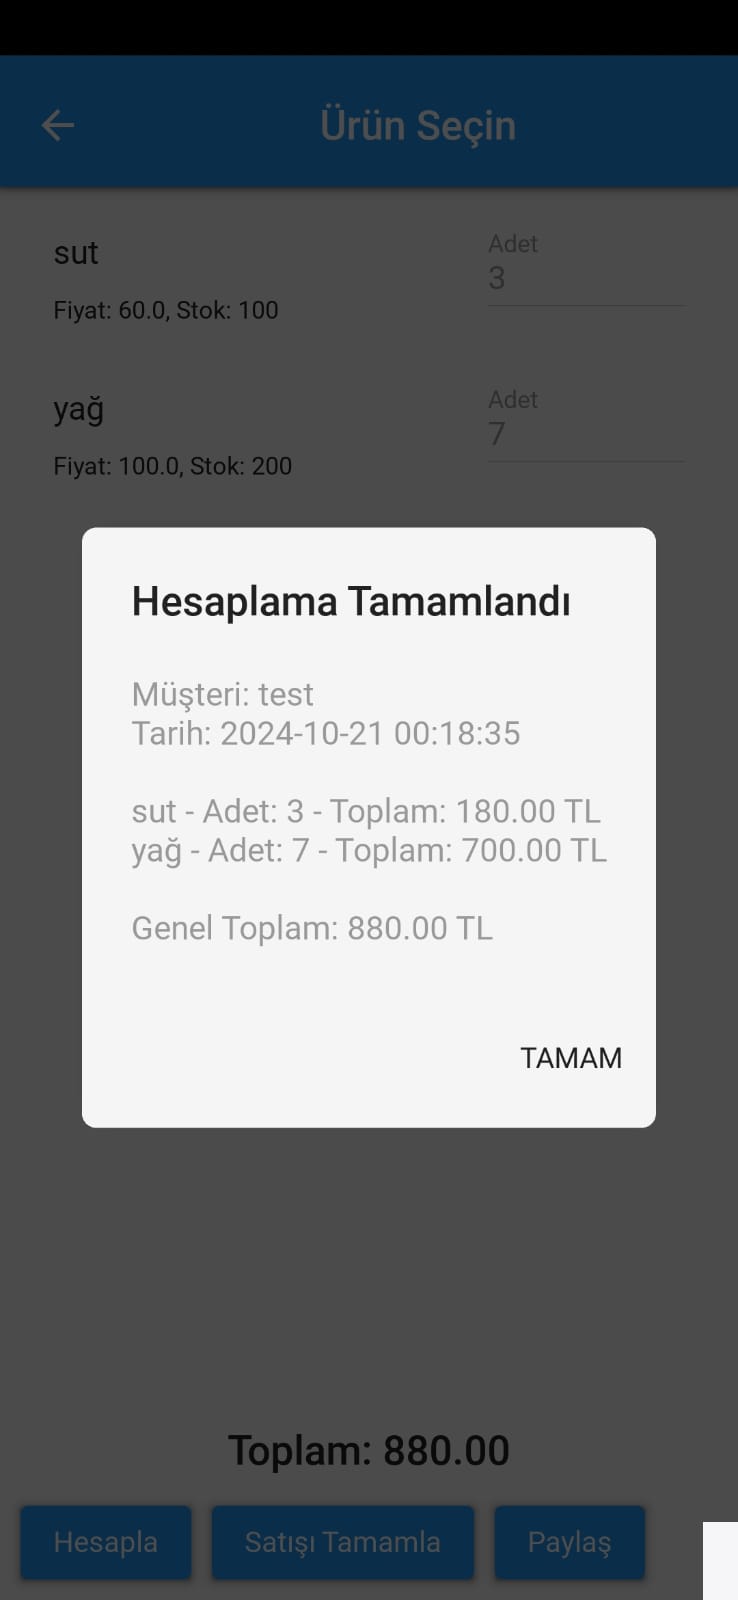 Ürün Seçin
sut
Adet
3
Fiyat: 60.0, Stok: 100
yağ
Adet
7
Fiyat: 100.0, Stok: 200
Hesaplama Tamamlandı
Müşteri: test
Tarih: 2024-10-21 00:18:35
sut - Adet: 3 - Toplam: 180.00 TL
yağ - Adet: 7 - Toplam: 700.00 TL
Genel Toplam: 880.00 TL
TAMAM
Toplam: 880.00
Hesapla
Satışı Tamamla
Paylaş